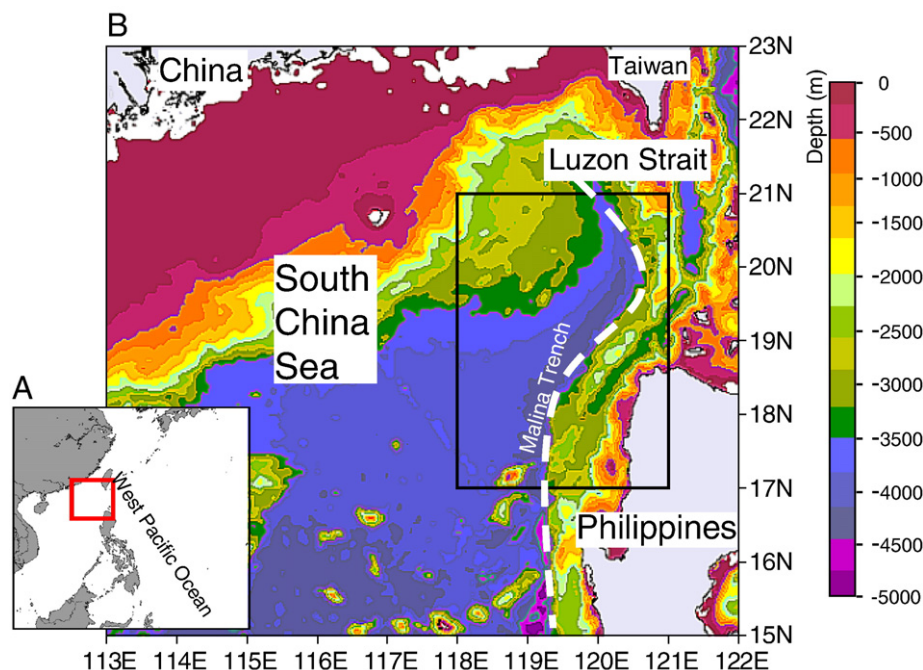 B
China
Taiwan
Luzon Strait
South
China
Sea
Malina Trench
Philippines
23N
22N
21N
20N
19N
18N
17N
16N
15N
113E
114E
115E
116E
117E
118E
119E
120E
121E
122E
Depth (m)
0
-500
-1000
-1500
-2000
-2500
-3000
-3500
-4000
-4500
-5000
A
West Pacific Ocean